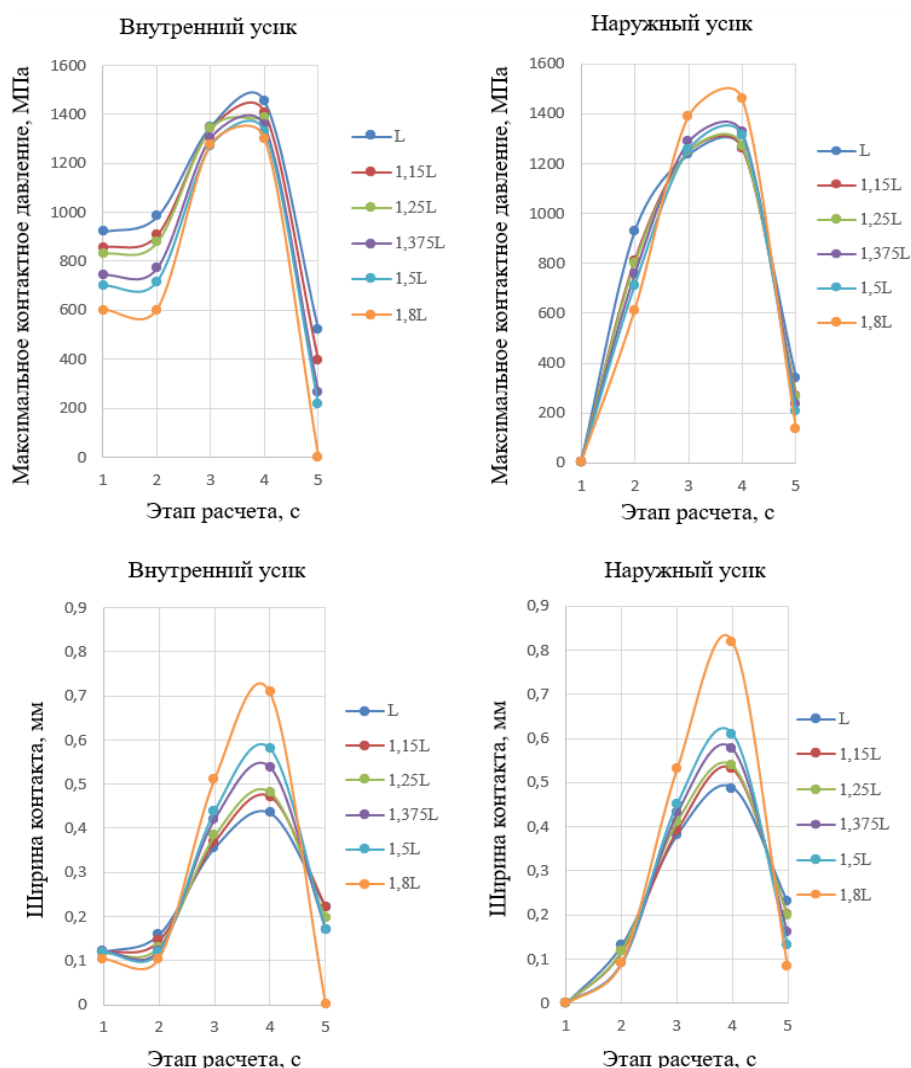 Внутренний усик
Максимальное контактное давление, МПа
1600
1400
1200
1000
800
600
400
200
0
1 2 3 4 5
Этап расчета, с
L
1,15L
1,25L
1,375L
1,5L
1,8L
Наружный усик
Максимальное контактное давление, МПа
1600
1400
1200
1000
800
600
400
200
0
1 2 3 4 5
Этап расчета, с
L
1,15L
1,25L
1,375L
1,5L
1,8L
Внутренний усик
Ширина контакта, мм
0,9
0,8
0,7
0,6
0,5
0,4
0,3
0,2
0,1
0
1 2 3 4 5
Этап расчета, с
L
1,15L
1,25L
1,375L
1,5L
1,8L
Наружный усик
Ширина контакта, мм
0,9
0,8
0,7
0,6
0,5
0,4
0,3
0,2
0,1
0
1 2 3 4 5
Этап расчета, с
L
1,15L
1,25L
1,375L
1,5L
1,8L